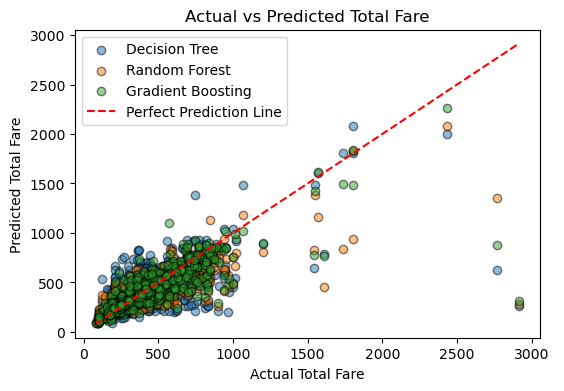 Actual vs Predicted Total Fare
3000
2500
2000
1500
1000
500
0
Predicted Total Fare
Decision Tree
Random Forest
Gradient Boosting
Perfect Prediction Line
0
500
1000
1500
2000
2500
3000
Actual Total Fare